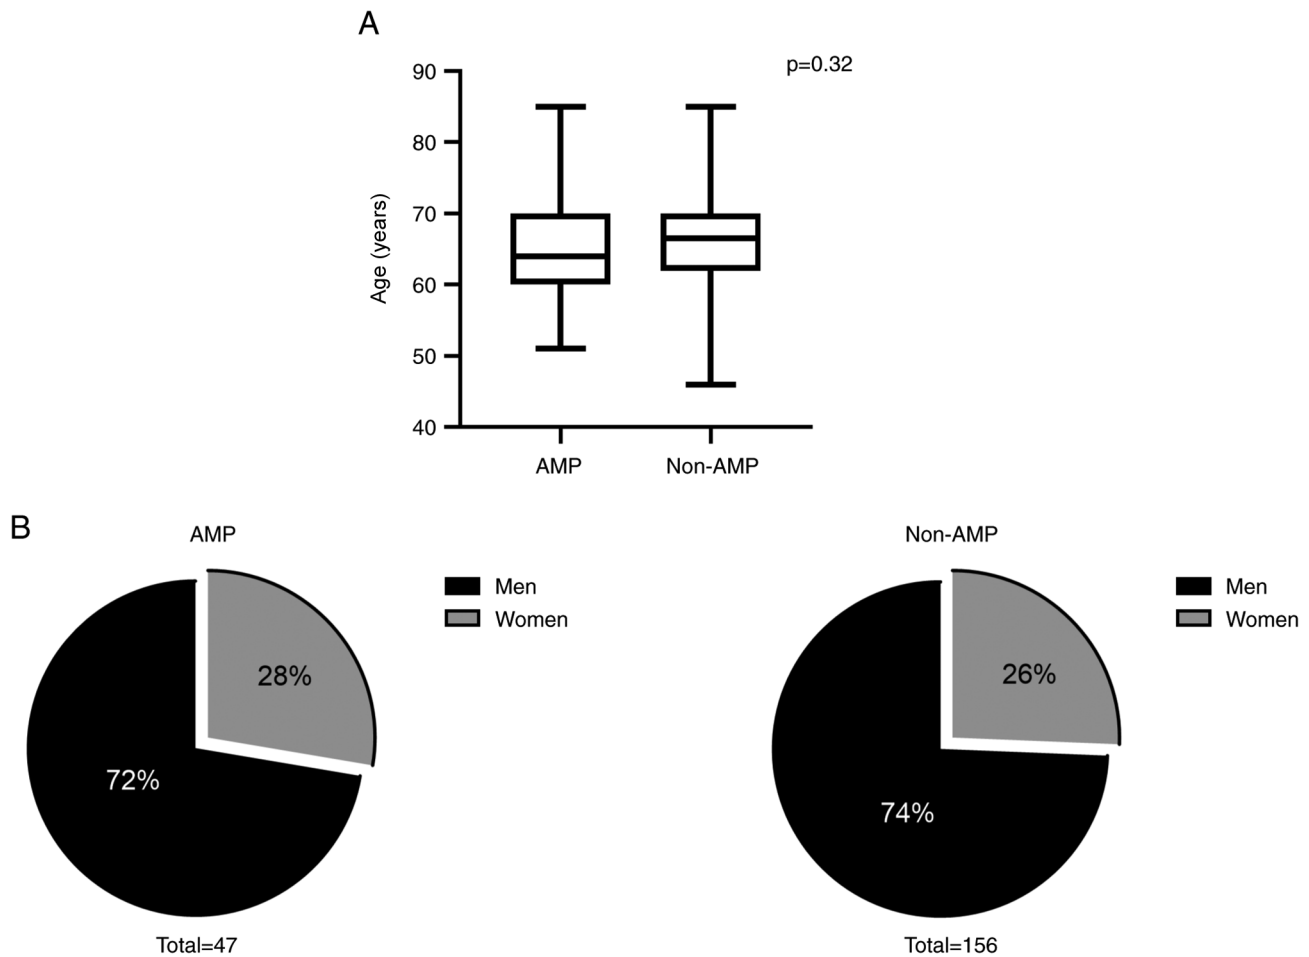 A
p=0.32
90
80
70
60
50
40
Age (years)
AMP Non-AMP
B
AMP
Men
Women
28%
72%
Total=47
Non-AMP
Men
Women
26%
74%
Total=156